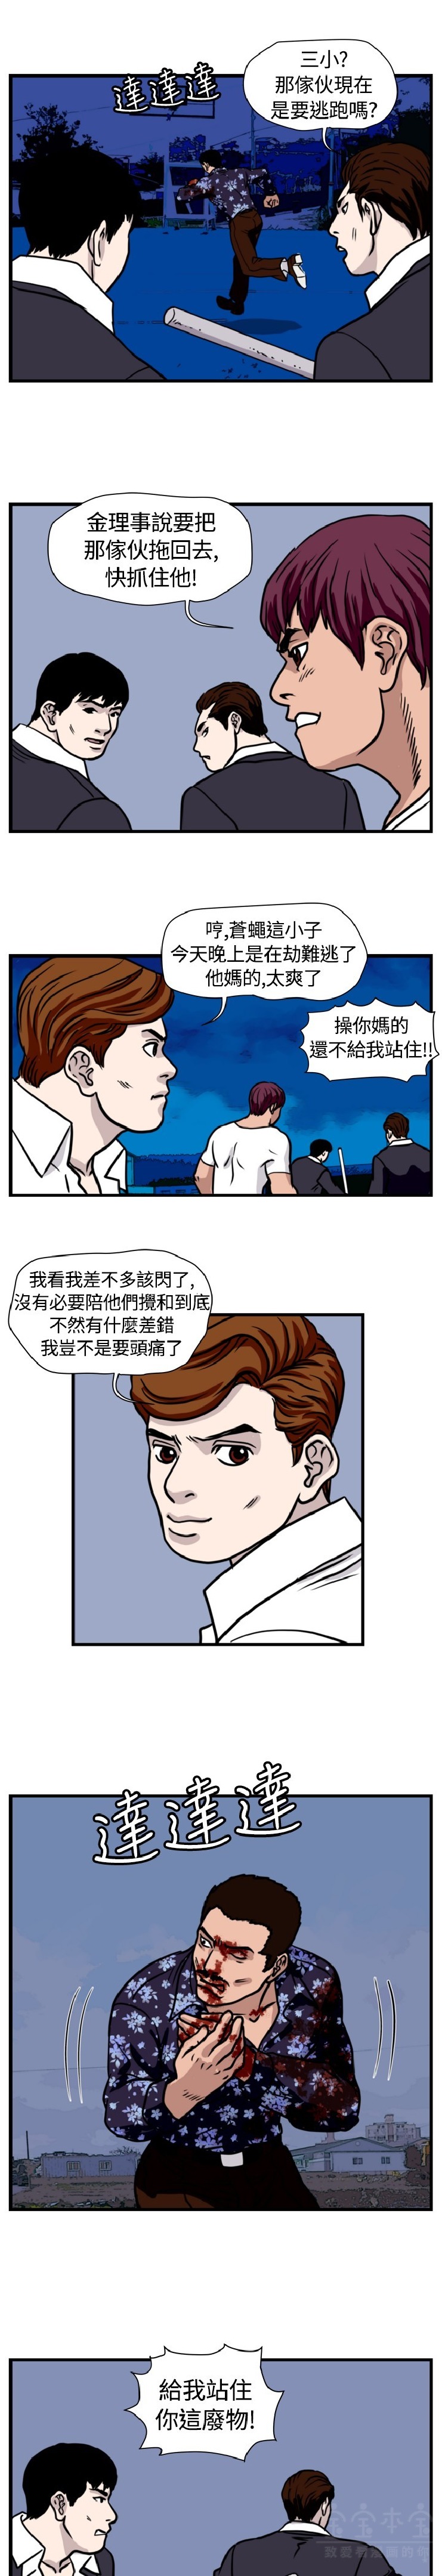 達達達
三小?
那傢伙現在
是要逃跑嗎?
金理事說要把
那傢伙拖回去,
快抓住他!
哼,蒼蠅這小子
今天晚上是在劫難逃了
他媽的,太爽了
操你媽的
還不給我站住!!
我看我差不多該閃了,
沒有必要陪他們攪和到底
不然有什麼差錯
我豈不是要頭痛了
達達達
給我站住
你這廢物!